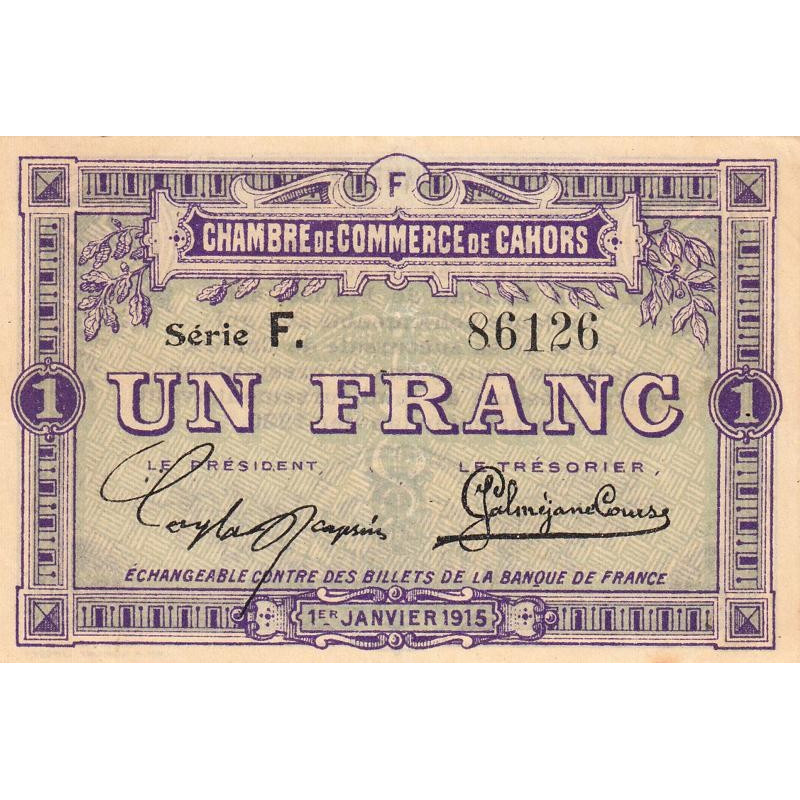 F
CHAMBRE DE COMMERCE DE CAHORS
Série F. 86126
1 UN FRANC 1
LE PRÉSIDENT, LE TRÉSORIER,
ÉCHANGEABLE CONTRE DES BILLETS DE LA BANQUE DE FRANCE
1ER JANVIER 1915